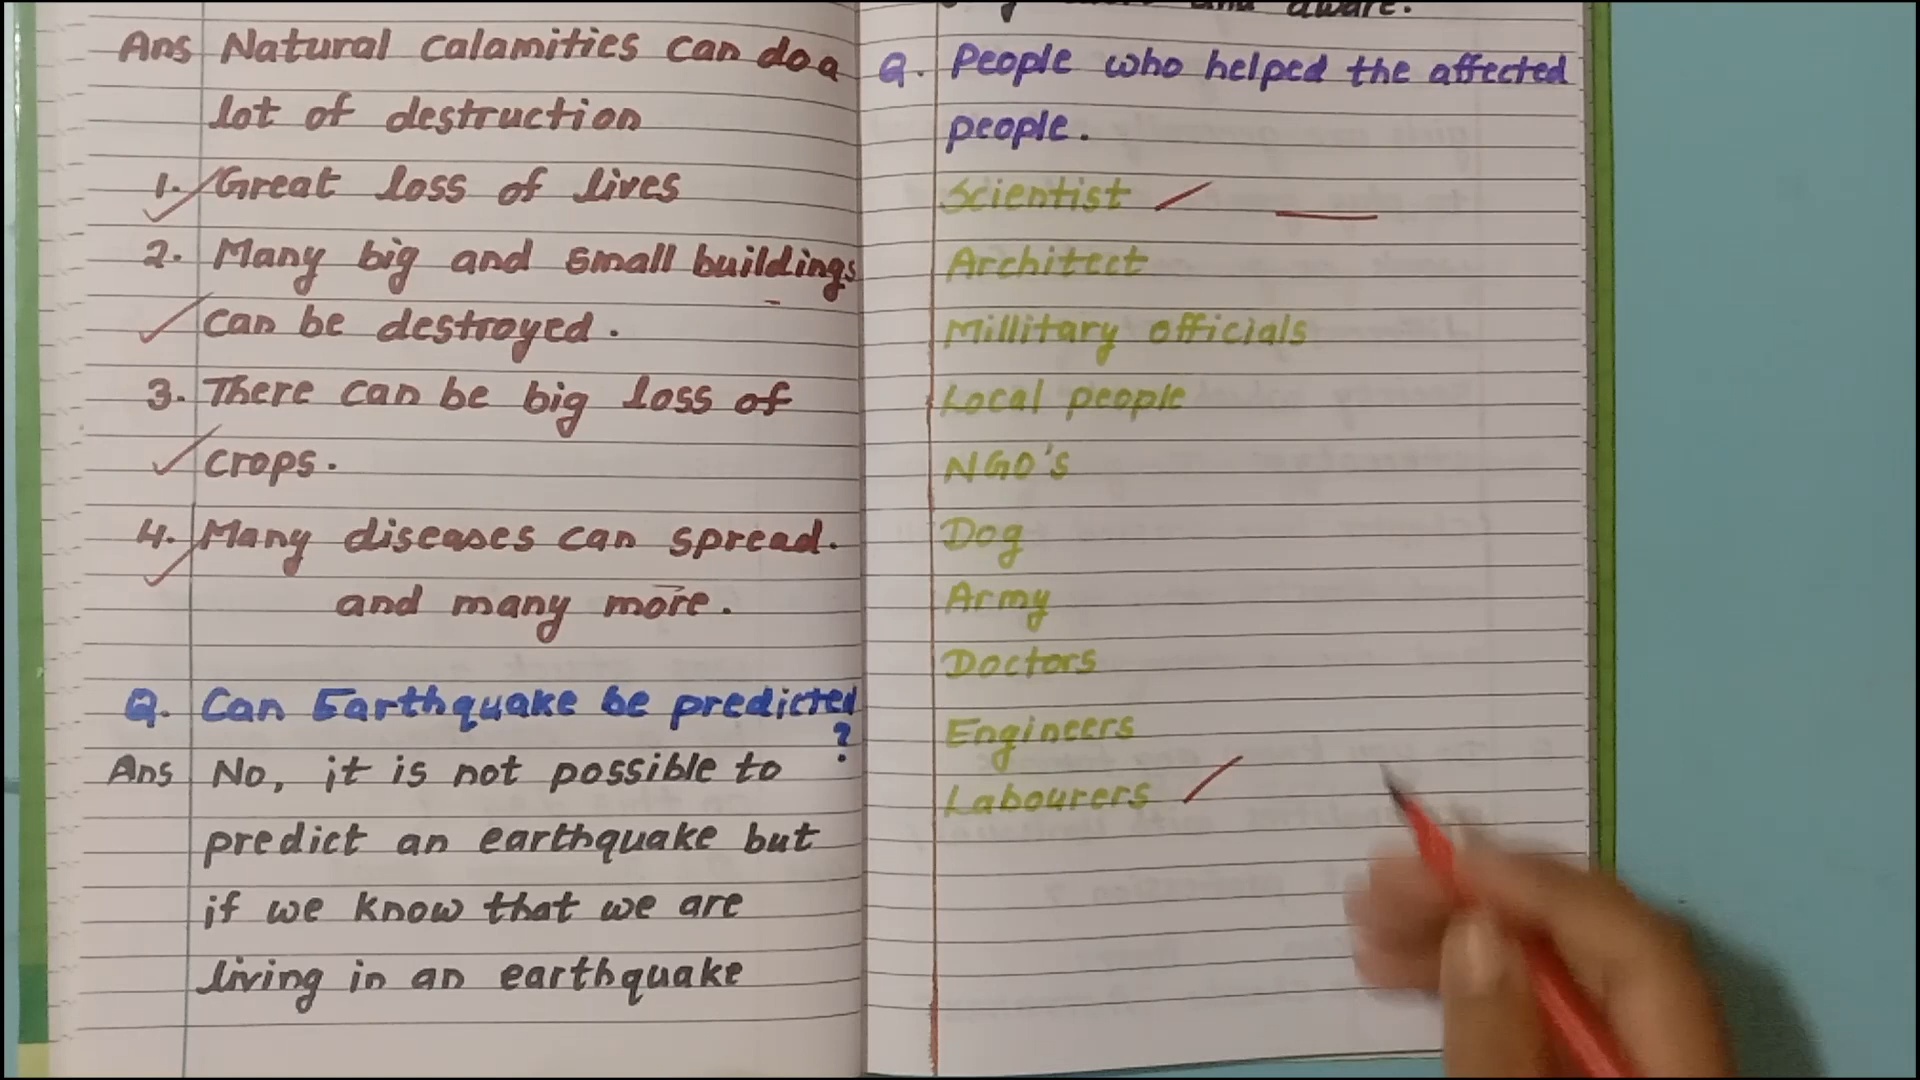 Ans Natural calamities can do a
lot of destruction
1. Great loss of lives
2. Many big and small buildings
can be destroyed.
3. There can be big loss of
crops.
4. Many diseases can spread.
and many more.
Q. Can Earthquake be predicted
?
Ans No, it is not possible to
predict an earthquake but
if we know that we are
living in an earthquake
and aware.
Q. People who helped the affected
people.
Scientist
Architect
Millitary officials
Local people
NGO's
Dog
Army
Doctors
Engineers
Labourers